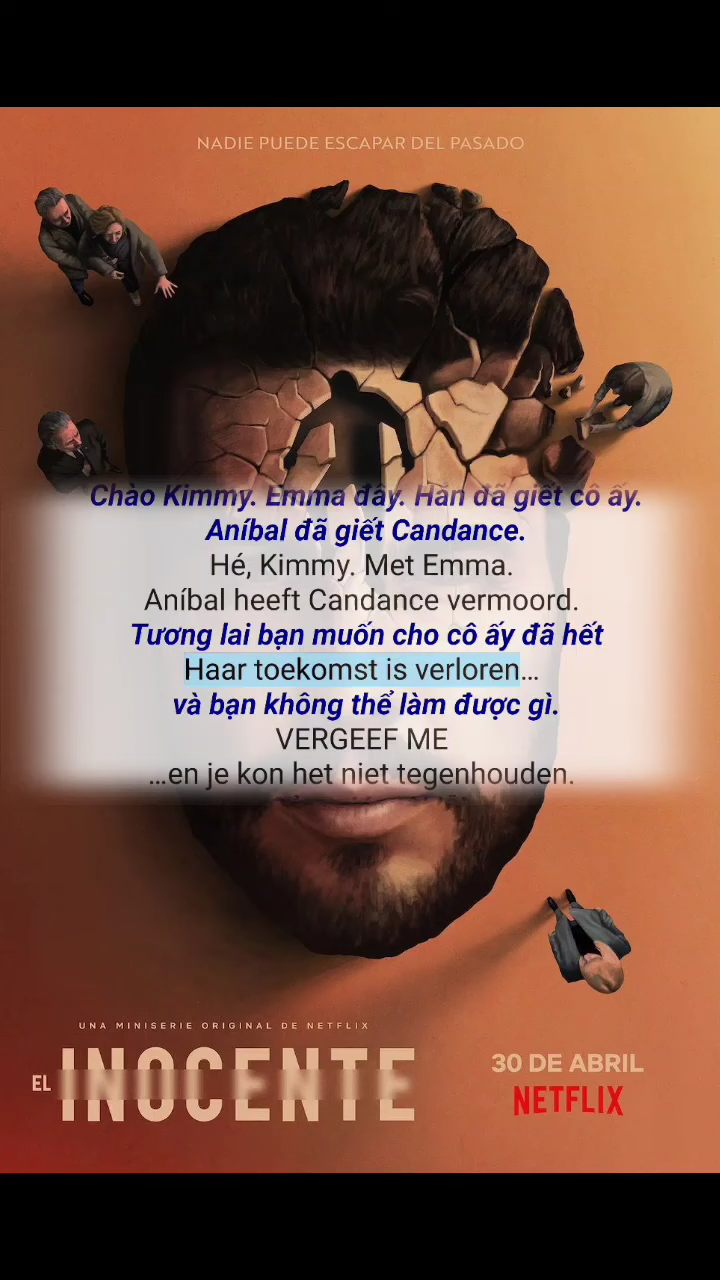 NADIE PUEDE ESCAPAR DEL PASADO
Chào Kimmy. Emma đây. Hắn đã giết cô ấy.
Aníbal đã giết Candance.
Hé, Kimmy. Met Emma.
Aníbal heeft Candance vermoord.
Tương lai bạn muốn cho cô ấy đã hết
Haar toekomst is verloren…
và bạn không thể làm được gì.
VERGEEF ME
…en je kon het niet tegenhouden.
UNA MINISERIE ORIGINAL DE NETFLIX
EL INOCENTE
30 DE ABRIL
NETFLIX